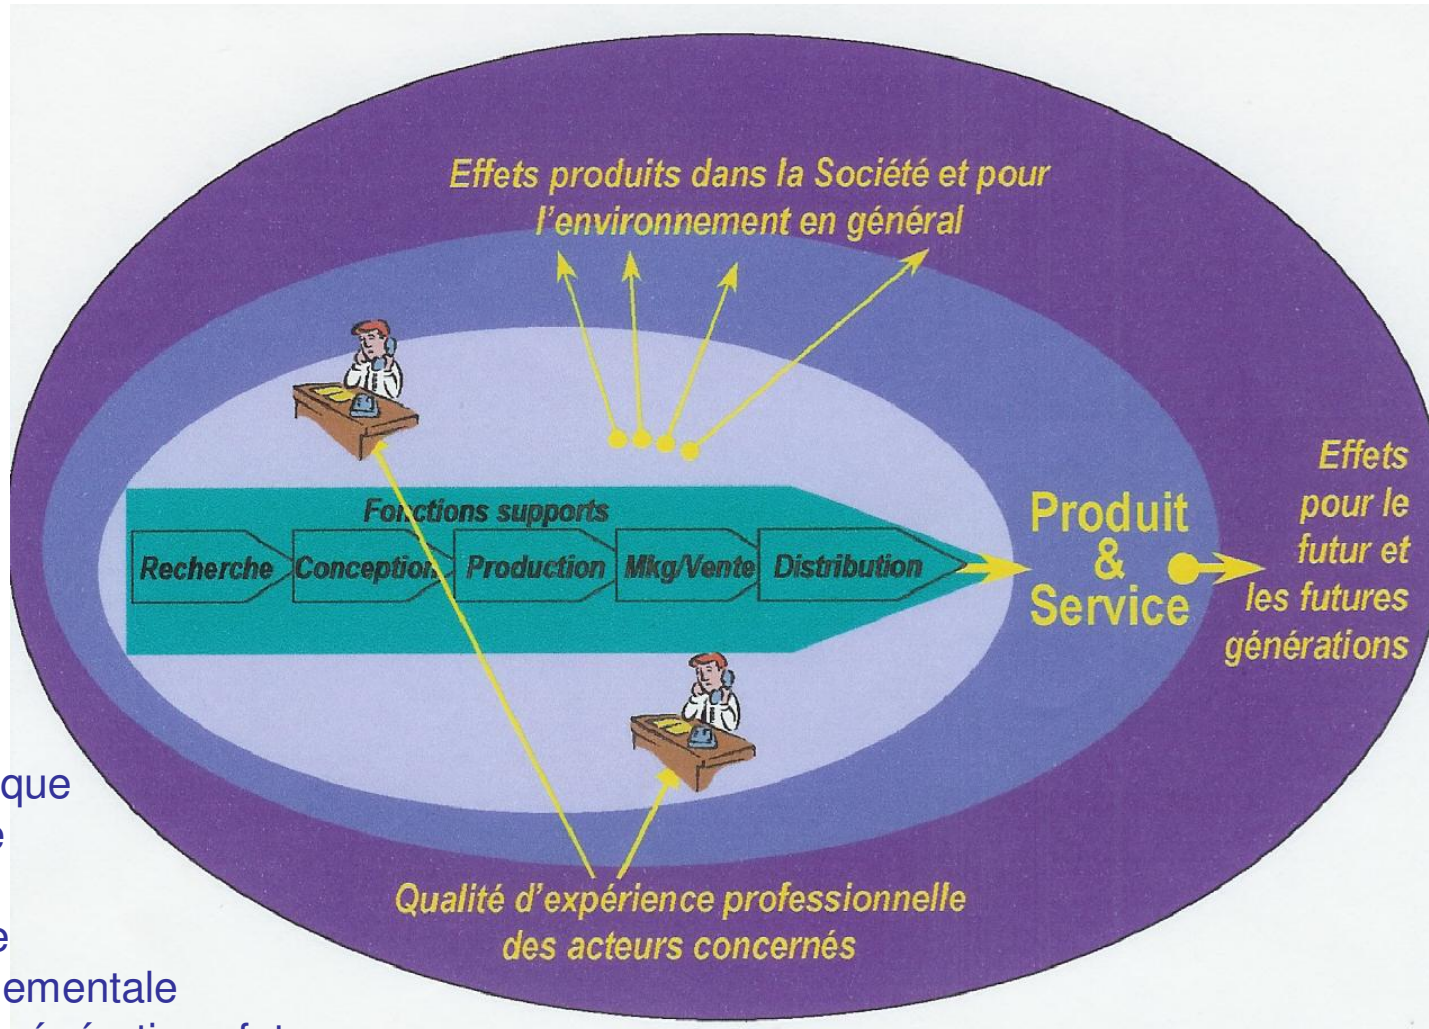 Effets produits dans la Société et pour
l'environnement en général
Fonctions supports
Recherche
Conception
Production
Mkg/Vente
Distribution
Produit
&
Service
Effets
pour le
futur et
les futures
générations
Qualité d'expérience professionnelle
des acteurs concernés
que
e
e
ementale